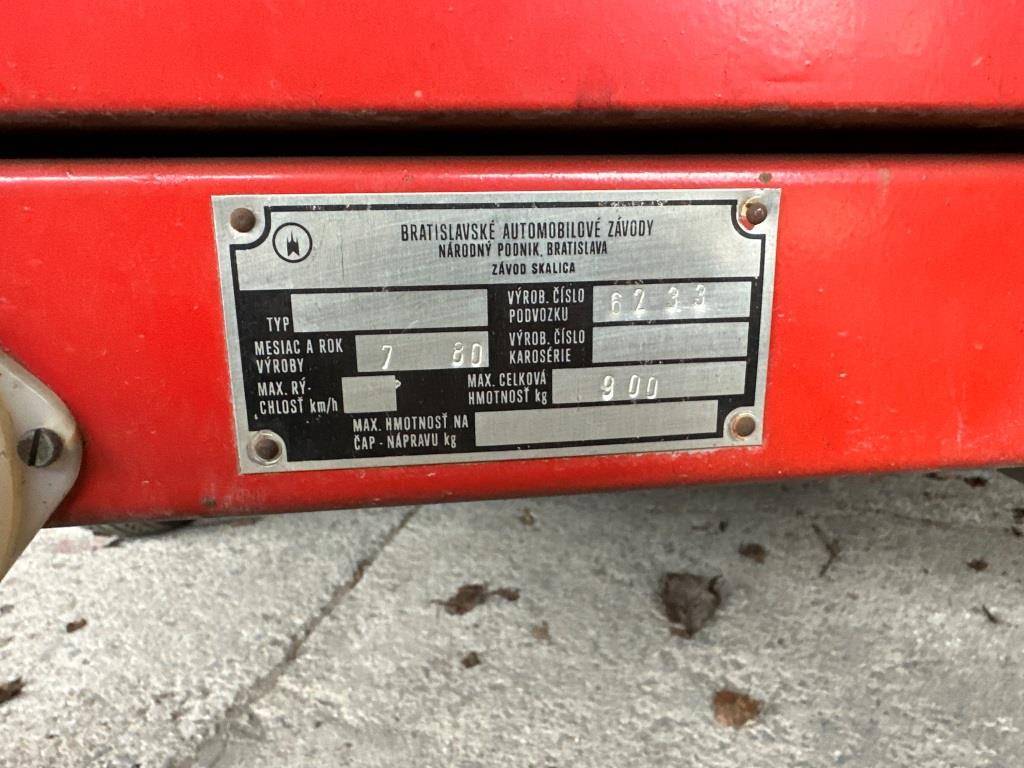 BRATISLAVSKÉ AUTOMOBILOVÉ ZÁVODY
NÁRODNÝ PODNIK, BRATISLAVA
ZÁVOD SKALICA
TYP
VÝROB. ČÍSLO
PODVOZKU 6233
MESIAC A ROK
VÝROBY 7 80
VÝROB. ČÍSLO
KAROSÉRIE
MAX. RÝ-
CHLOSŤ km/h
MAX. CELKOVÁ
HMOTNOSŤ kg 900
MAX. HMOTNOSŤ NA
ČAP - NÁPRAVU kg